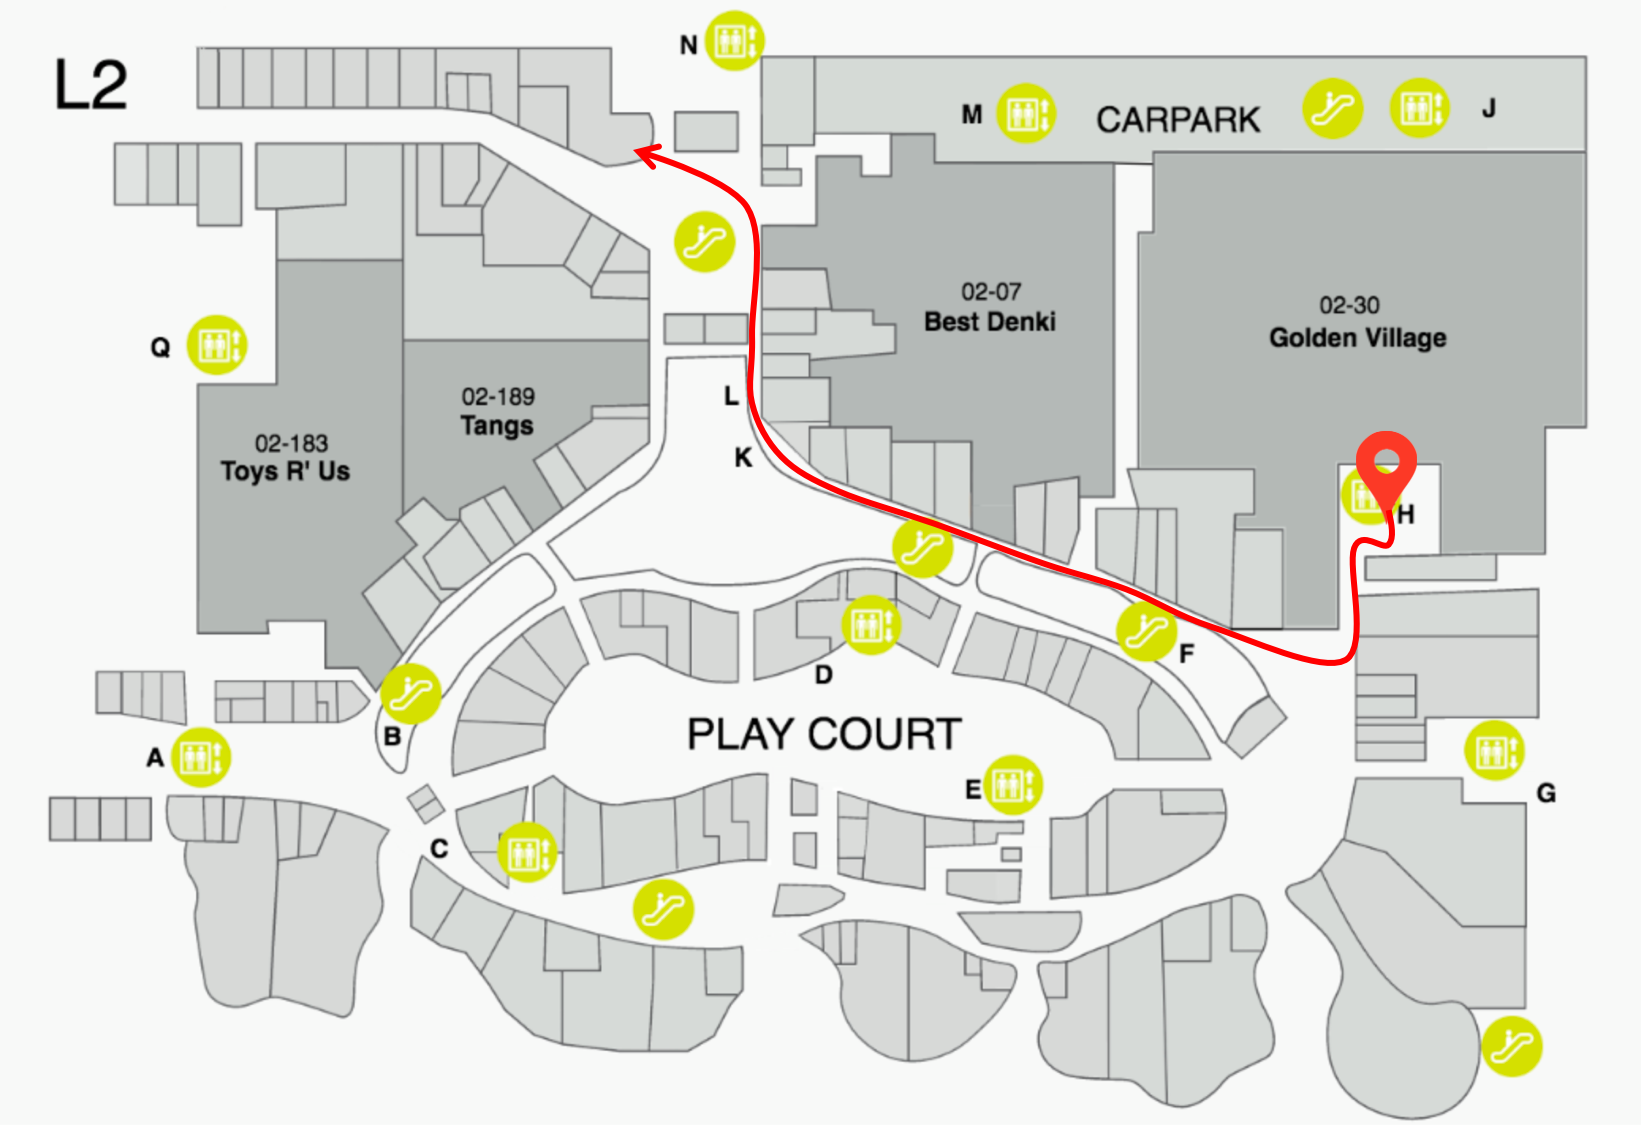 L2
N
M
CARPARK
J
02-07
Best Denki
02-30
Golden Village
Q
02-189
Tangs
L
02-183
Toys R' Us
K
H
F
D
B
PLAY COURT
A
E
G
C